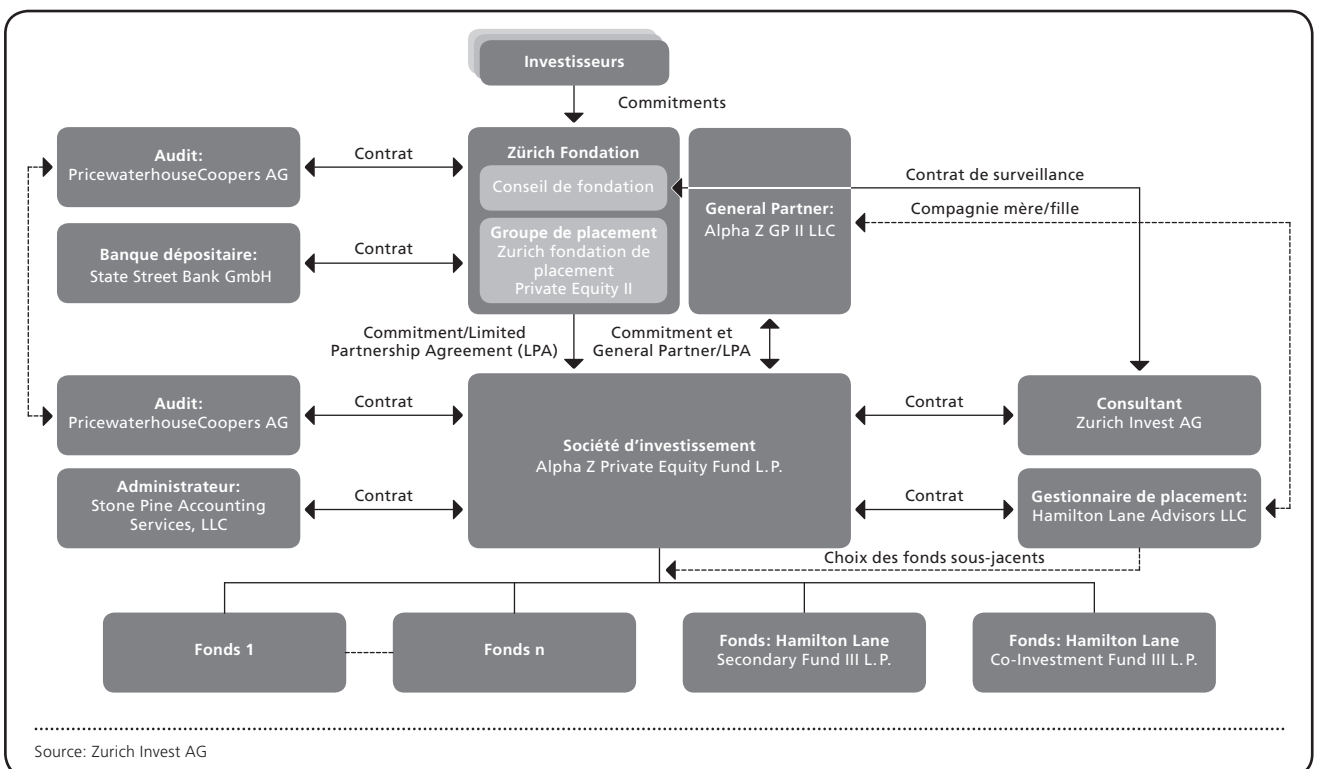 Investisseurs
Commitments
Audit:
PricewaterhouseCoopers AG
Contrat
Zürich Fondation
Conseil de fondation
Groupe de placement
Zurich fondation de
placement
Private Equity II
General Partner:
Alpha Z GP II LLC
Contrat de surveillance
Compagnie mère/fille
Banque dépositaire:
State Street Bank GmbH
Contrat
Commitment/Limited
Partnership Agreement (LPA)
Commitment et
General Partner/LPA
Audit:
PricewaterhouseCoopers AG
Contrat
Société d’investissement
Alpha Z Private Equity Fund L.P.
Contrat
Consultant
Zurich Invest AG
Administrateur:
Stone Pine Accounting
Services, LLC
Contrat
Contrat
Gestionnaire de placement:
Hamilton Lane Advisors LLC
Choix des fonds sous-jacents
Fonds 1
Fonds n
Fonds: Hamilton Lane
Secondary Fund III L.P.
Fonds: Hamilton Lane
Co-Investment Fund III L.P.
Source: Zurich Invest AG